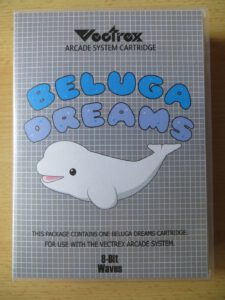 Vectrex
ARCADE SYSTEM CARTRIDGE
BELUGA
DREAMS
THIS PACKAGE CONTAINS ONE BELUGA DREAMS CARTRIDGE.
FOR USE WITH THE VECTREX ARCADE SYSTEM.
8-Bit
Waves